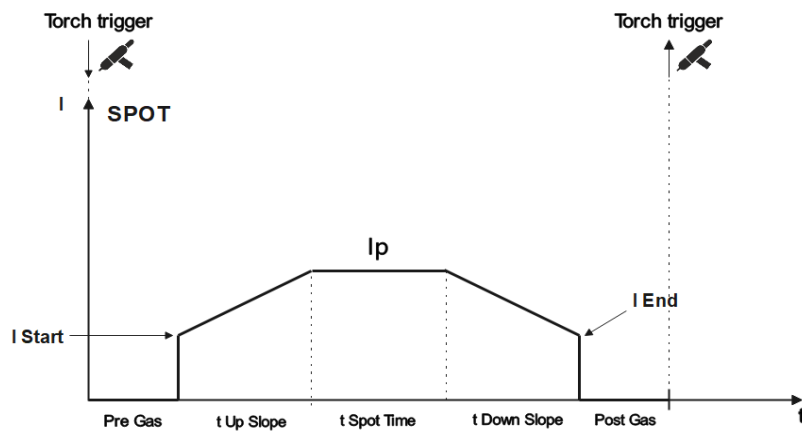 Torch trigger
Torch trigger
I
SPOT
Ip
I End
I Start
t
Pre Gas
t Up Slope
t Spot Time
t Down Slope
Post Gas